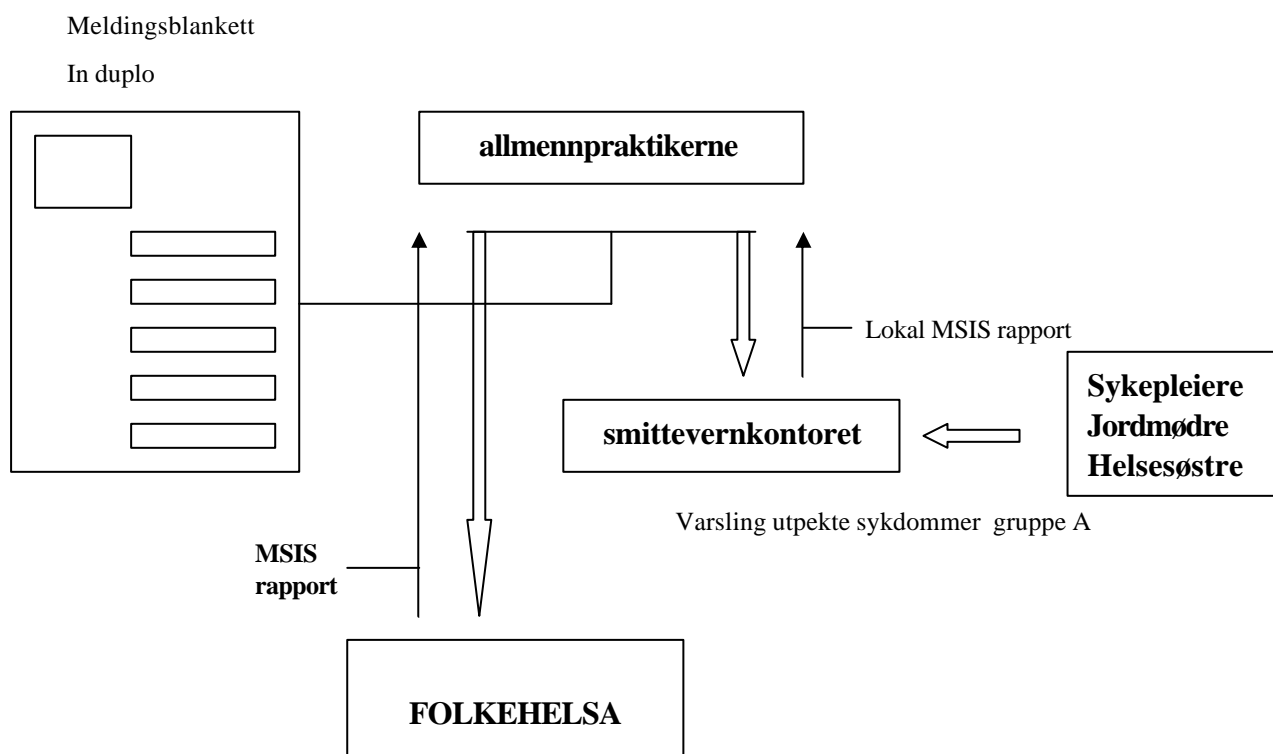 Meldingsblankett
In duplo
allmennpraktikerne
Lokal MSIS rapport
Sykepleiere
Jordmødre
Helsesøstre
smittevernkontoret
Varsling utpekte sykdommer gruppe A
MSIS
rapport
FOLKEHELSA